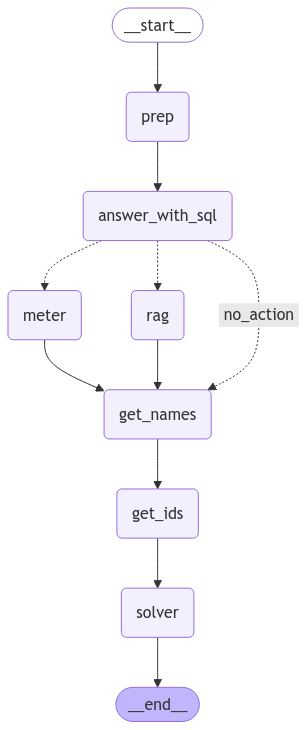 __start__
prep
answer_with_sql
meter
rag
no_action
get_names
get_ids
solver
__end__